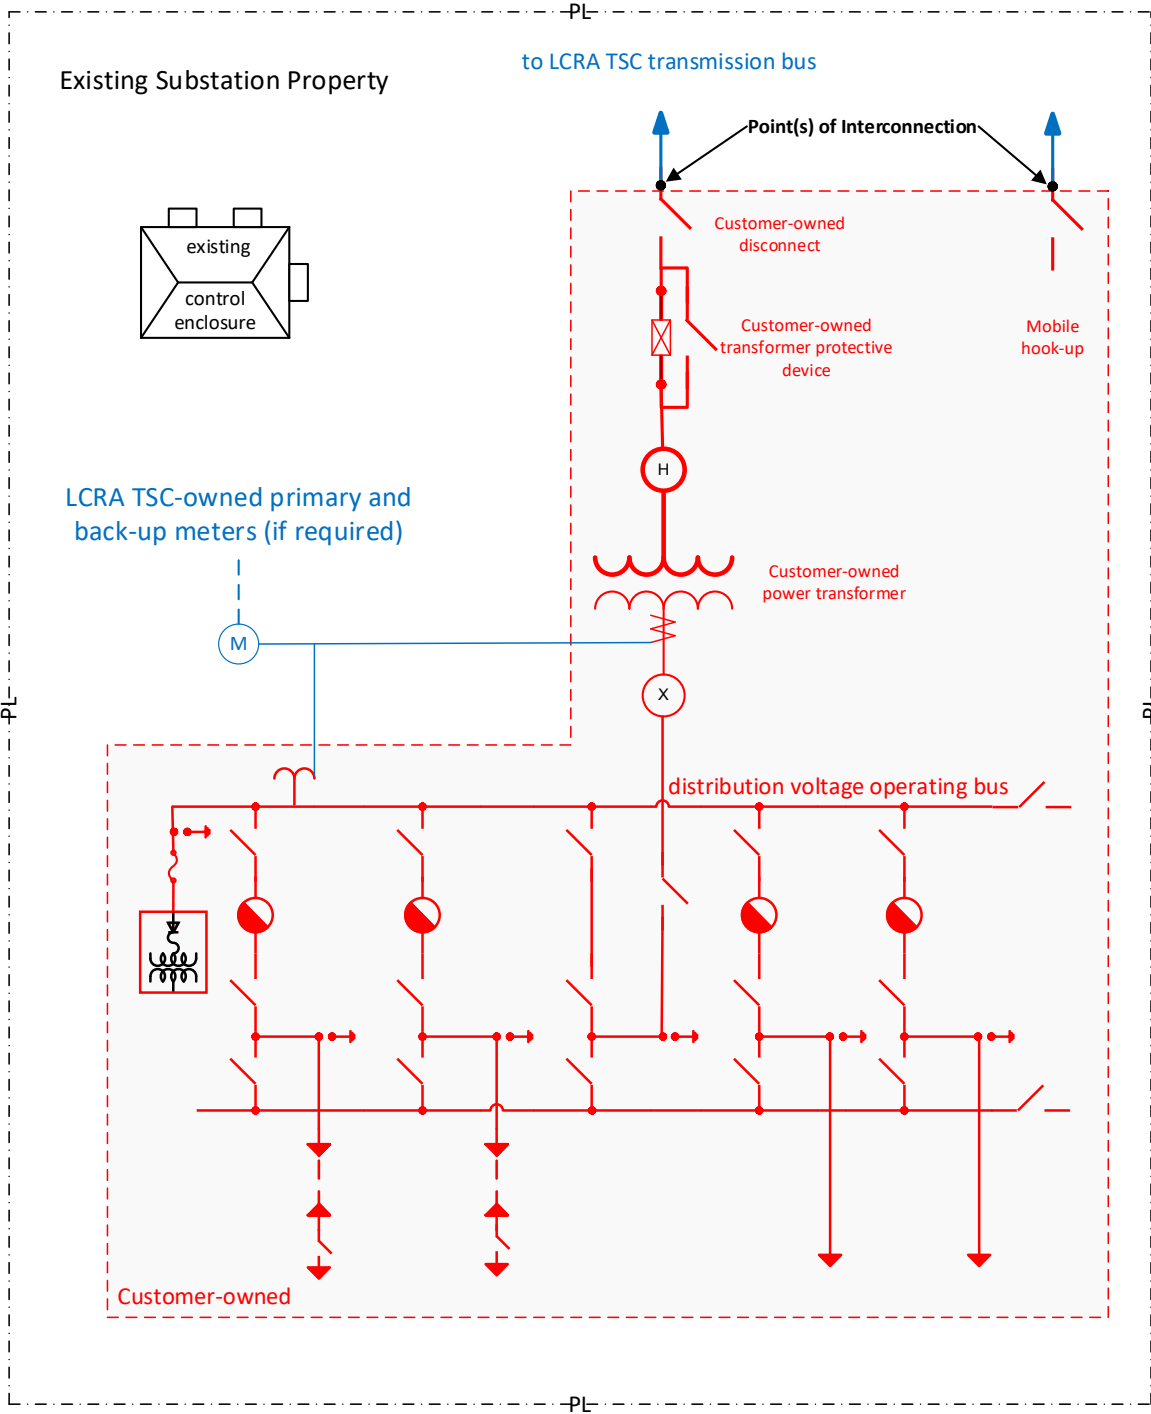 PL
to LCRA TSC transmission bus
Existing Substation Property
Point(s) of Interconnection
Customer-owned
disconnect
existing
control
enclosure
Customer-owned
transformer protective
device
Mobile
hook-up
H
LCRA TSC-owned primary and
back-up meters (if required)
Customer-owned
power transformer
M
X
PL
PL
distribution voltage operating bus
Customer-owned
PL